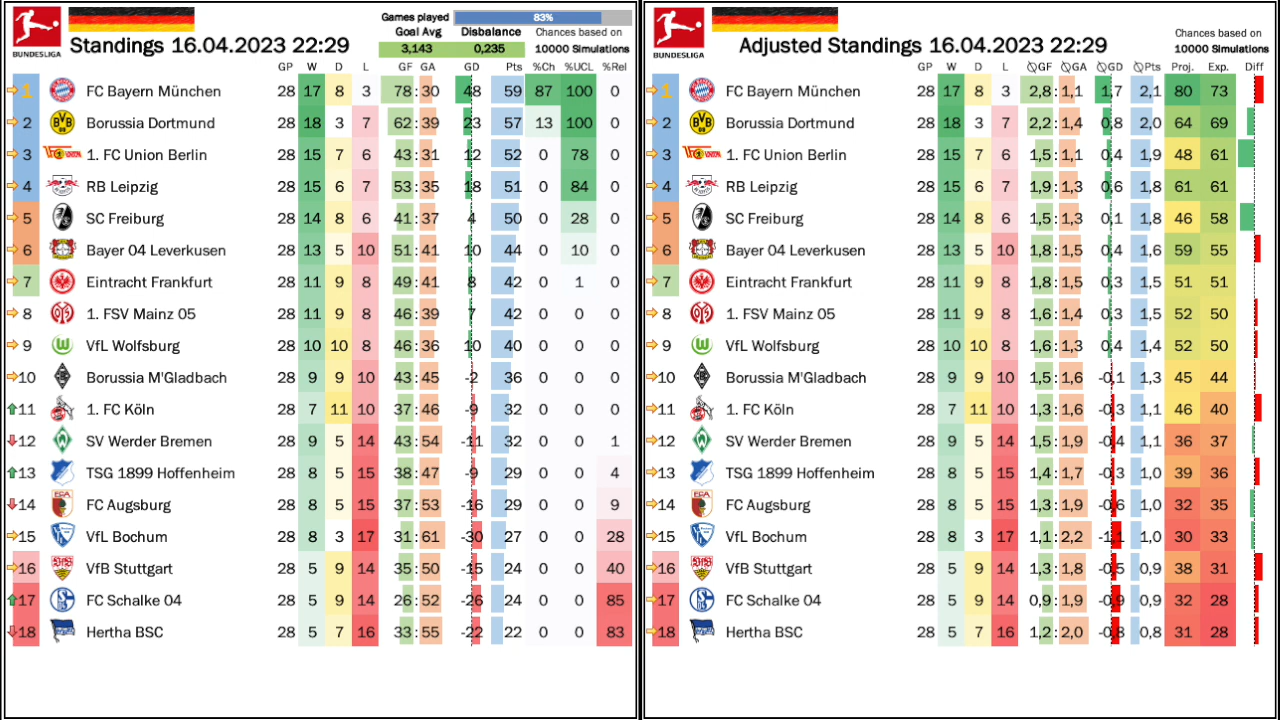 Games played 83%
Goal Avg Disbalance Chances based on
BUNDESLIGA Standings 16.04.2023 22:29 3,143 0,235 10000 Simulations
GP W D L GF GA GD Pts %Ch %UCL %Rel
1 FC Bayern München 28 17 8 3 78:30 48 59 87 100 0
2 Borussia Dortmund 28 18 3 7 62:39 23 57 13 100 0
3 1. FC Union Berlin 28 15 7 6 43:31 12 52 0 78 0
4 RB Leipzig 28 15 6 7 53:35 18 51 0 84 0
5 SC Freiburg 28 14 8 6 41:37 4 50 0 28 0
6 Bayer 04 Leverkusen 28 13 5 10 51:41 10 44 0 10 0
7 Eintracht Frankfurt 28 11 9 8 49:41 8 42 0 1 0
8 1. FSV Mainz 05 28 11 9 8 46:39 7 42 0 0 0
9 VfL Wolfsburg 28 10 10 8 46:36 10 40 0 0 0
10 Borussia M'Gladbach 28 9 9 10 43:45 -2 36 0 0 0
11 1. FC Köln 28 7 11 10 37:46 -9 32 0 0 0
12 SV Werder Bremen 28 9 5 14 43:54 -11 32 0 0 1
13 TSG 1899 Hoffenheim 28 8 5 15 38:47 -9 29 0 0 4
14 FC Augsburg 28 8 5 15 37:53 -16 29 0 0 9
15 VfL Bochum 28 8 3 17 31:61 -30 27 0 0 28
16 VfB Stuttgart 28 5 9 14 35:50 -15 24 0 0 40
17 FC Schalke 04 28 5 9 14 26:52 -26 24 0 0 85
18 Hertha BSC 28 5 7 16 33:55 -22 22 0 0 83
Chances based on
BUNDESLIGA Adjusted Standings 16.04.2023 22:29 10000 Simulations
GP W D L ∅GF ∅GA ∅GD ∅Pts Proj. Exp. Diff
1 FC Bayern München 28 17 8 3 2,8:1,1 1,7 2,1 80 73
2 Borussia Dortmund 28 18 3 7 2,2:1,4 0,8 2,0 64 69
3 1. FC Union Berlin 28 15 7 6 1,5:1,1 0,4 1,9 48 61
4 RB Leipzig 28 15 6 7 1,9:1,3 0,6 1,8 61 61
5 SC Freiburg 28 14 8 6 1,5:1,3 0,1 1,8 46 58
6 Bayer 04 Leverkusen 28 13 5 10 1,8:1,5 0,4 1,6 59 55
7 Eintracht Frankfurt 28 11 9 8 1,8:1,5 0,3 1,5 51 51
8 1. FSV Mainz 05 28 11 9 8 1,6:1,4 0,3 1,5 52 50
9 VfL Wolfsburg 28 10 10 8 1,6:1,3 0,4 1,4 52 50
10 Borussia M'Gladbach 28 9 9 10 1,5:1,6 -0,1 1,3 45 44
11 1. FC Köln 28 7 11 10 1,3:1,6 -0,3 1,1 46 40
12 SV Werder Bremen 28 9 5 14 1,5:1,9 -0,4 1,1 36 37
13 TSG 1899 Hoffenheim 28 8 5 15 1,4:1,7 -0,3 1,0 39 36
14 FC Augsburg 28 8 5 15 1,3:1,9 -0,6 1,0 32 35
15 VfL Bochum 28 8 3 17 1,1:2,2 -1,1 1,0 30 33
16 VfB Stuttgart 28 5 9 14 1,3:1,8 -0,5 0,9 38 31
17 FC Schalke 04 28 5 9 14 0,9:1,9 -0,9 0,9 32 28
18 Hertha BSC 28 5 7 16 1,2:2,0 -0,8 0,8 31 28